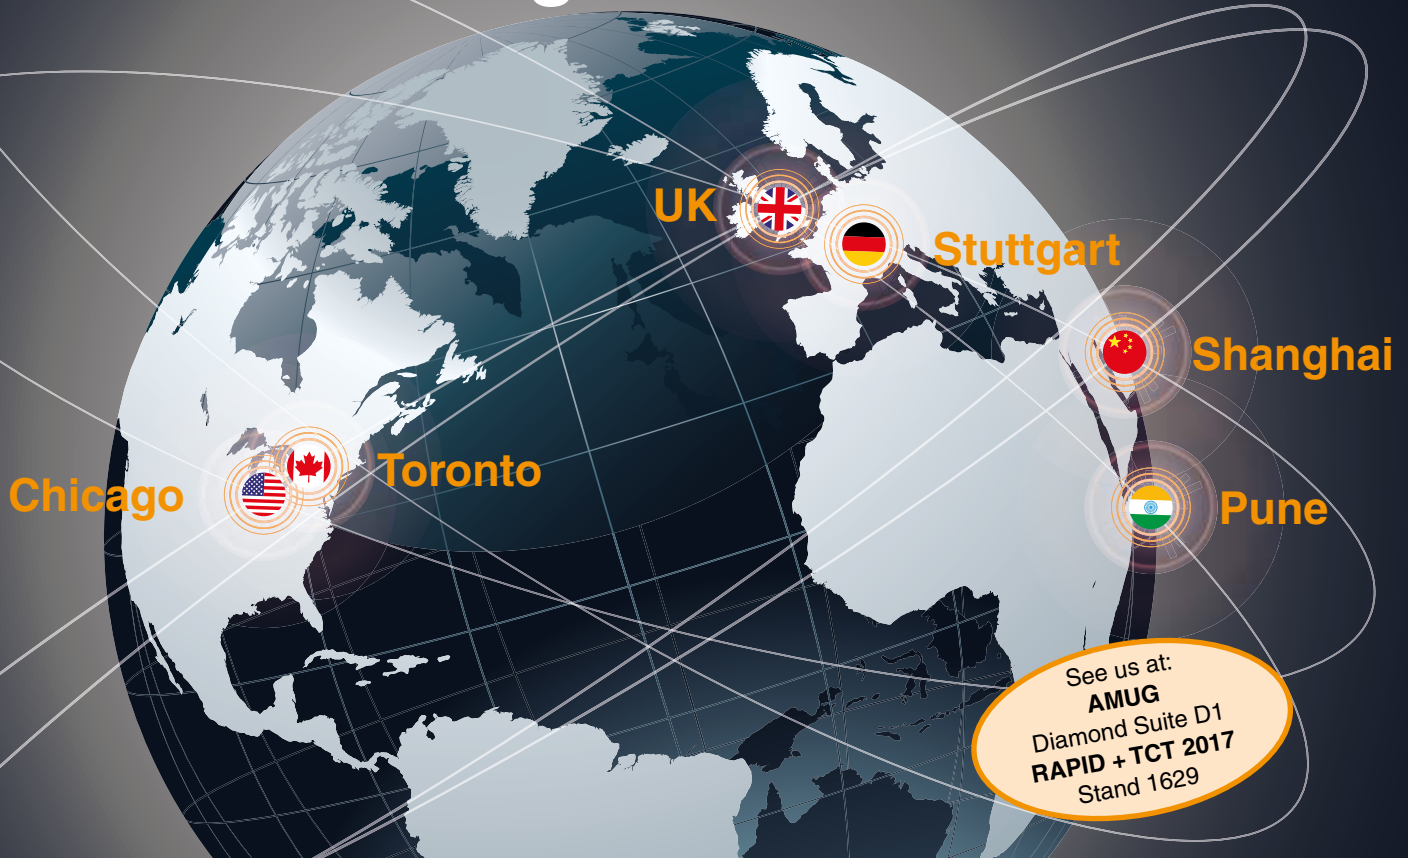 UK
Stuttgart
Shanghai
Toronto
Chicago
Pune
See us at:
AMUG
Diamond Suite D1
RAPID + TCT 2017
Stand 1629